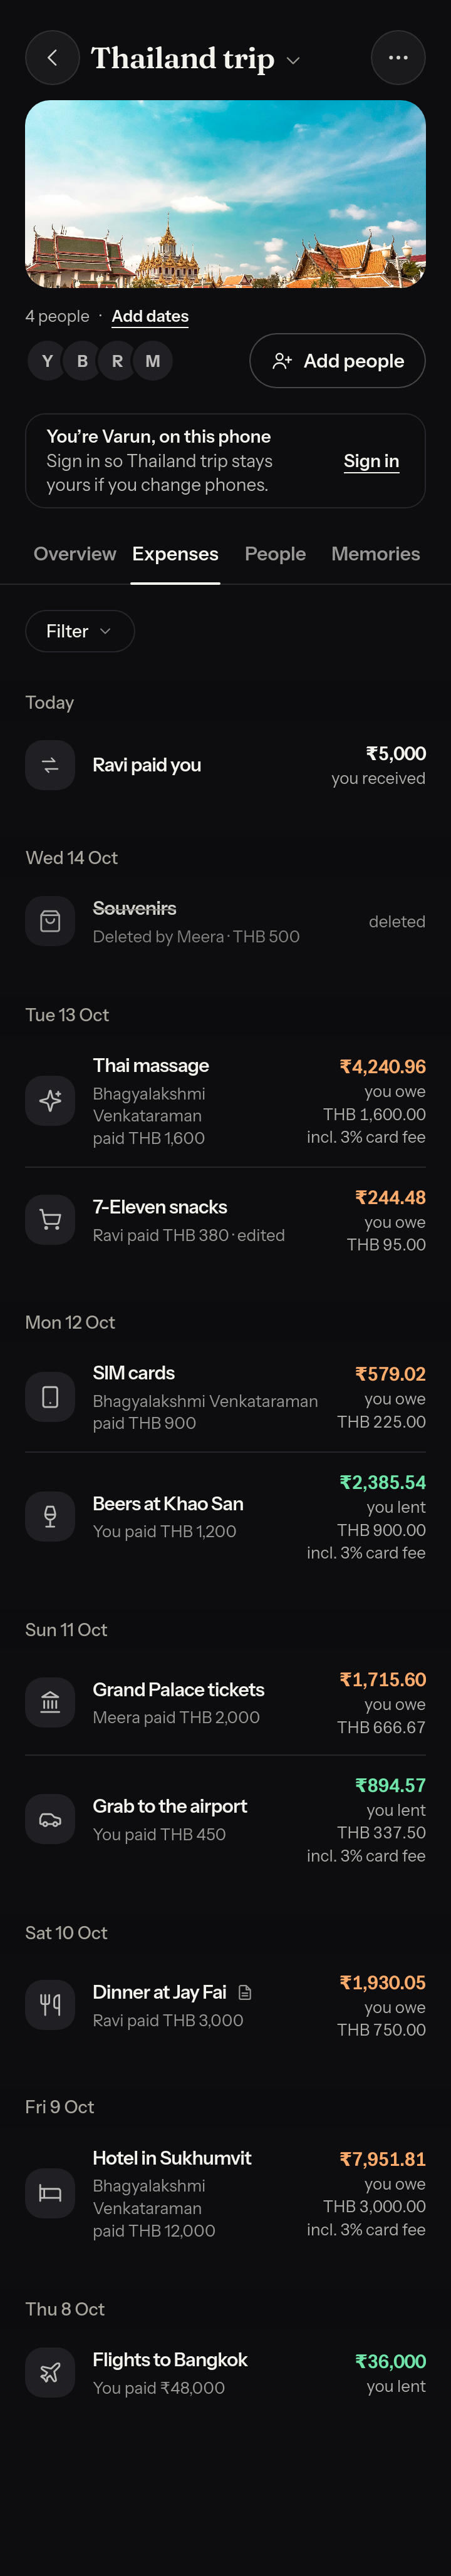 Thailand trip
4 people · Add dates
Y B R M
Add people
You’re Varun, on this phone
Sign in so Thailand trip stays
yours if you change phones.
Sign in
Overview Expenses People Memories
Filter
Today
Ravi paid you
₹5,000
you received
Wed 14 Oct
Souvenirs
Deleted by Meera · THB 500
deleted
Tue 13 Oct
Thai massage
Bhagyalakshmi
Venkataraman
paid THB 1,600
₹4,240.96
you owe
THB 1,600.00
incl. 3% card fee
7-Eleven snacks
Ravi paid THB 380 · edited
₹244.48
you owe
THB 95.00
Mon 12 Oct
SIM cards
Bhagyalakshmi Venkataraman
paid THB 900
₹579.02
you owe
THB 225.00
Beers at Khao San
You paid THB 1,200
₹2,385.54
you lent
THB 900.00
incl. 3% card fee
Sun 11 Oct
Grand Palace tickets
Meera paid THB 2,000
₹1,715.60
you owe
THB 666.67
Grab to the airport
You paid THB 450
₹894.57
you lent
THB 337.50
incl. 3% card fee
Sat 10 Oct
Dinner at Jay Fai
Ravi paid THB 3,000
₹1,930.05
you owe
THB 750.00
Fri 9 Oct
Hotel in Sukhumvit
Bhagyalakshmi
Venkataraman
paid THB 12,000
₹7,951.81
you owe
THB 3,000.00
incl. 3% card fee
Thu 8 Oct
Flights to Bangkok
You paid ₹48,000
₹36,000
you lent